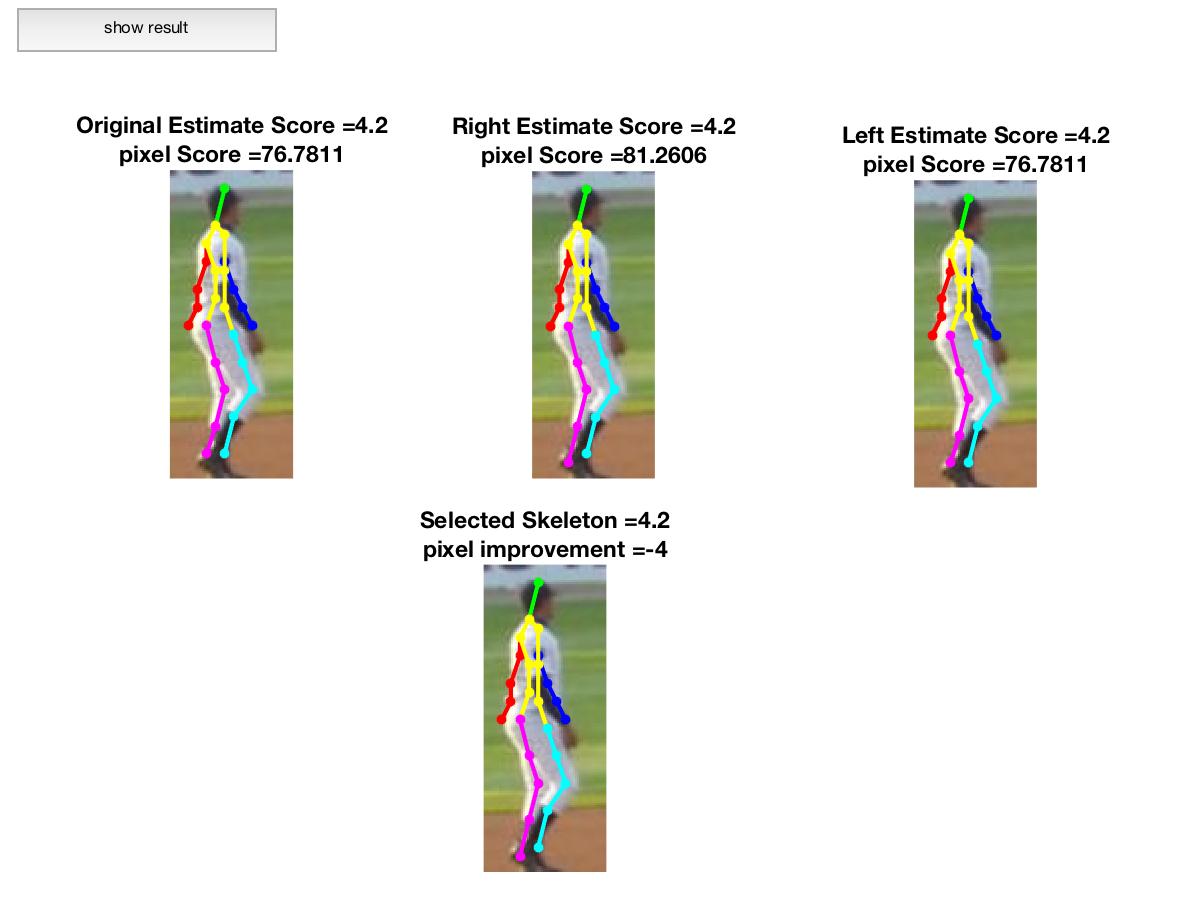 show result
Original Estimate Score =4.2
pixel Score =76.7811
Right Estimate Score =4.2
pixel Score =81.2606
Left Estimate Score =4.2
pixel Score =76.7811
Selected Skeleton =4.2
pixel improvement =-4